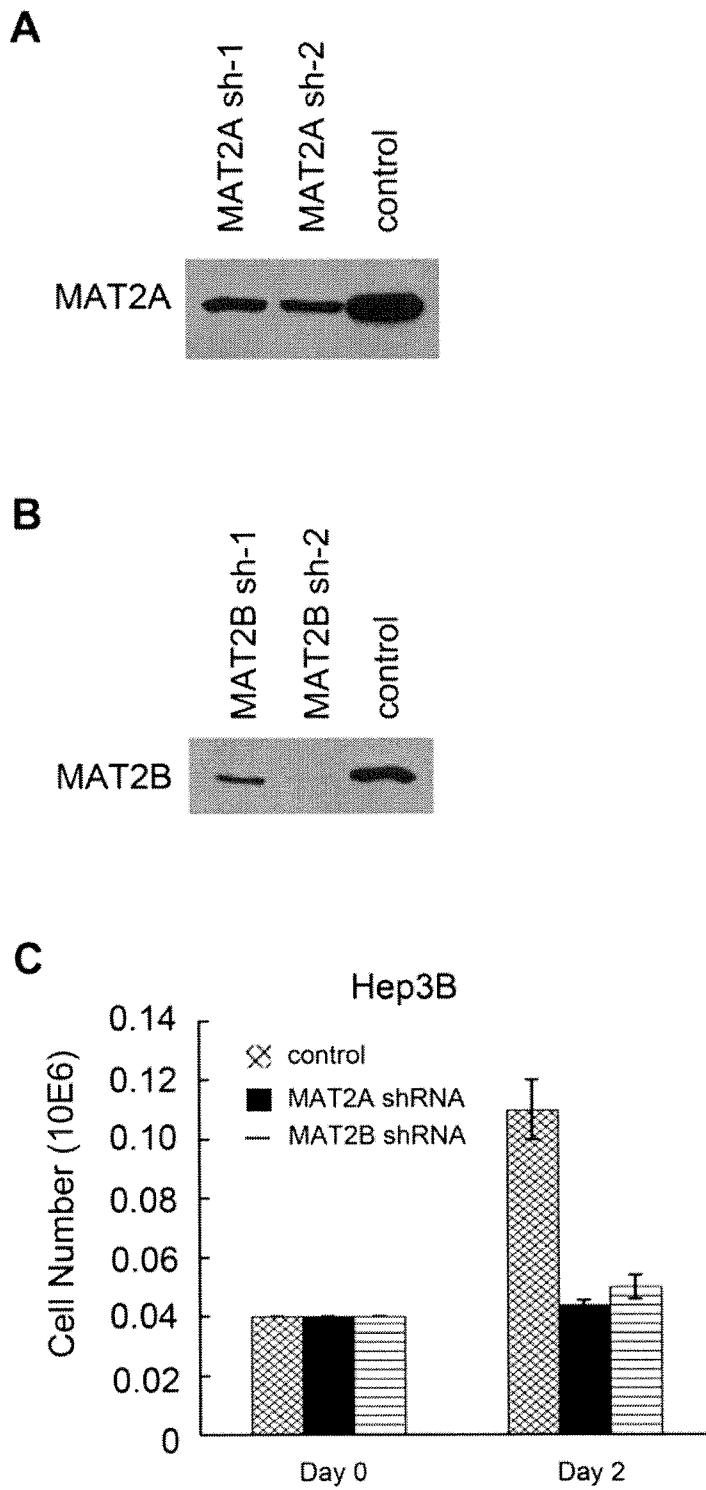 A
MAT2A sh-1
MAT2A sh-2
control
MAT2A
B
MAT2B sh-1
MAT2B sh-2
control
MAT2B
C
Hep3B
Cell Number (10E6)
0.14
0.12
0.10
0.08
0.06
0.04
0.02
0
control
MAT2A shRNA
MAT2B shRNA
Day 0
Day 2